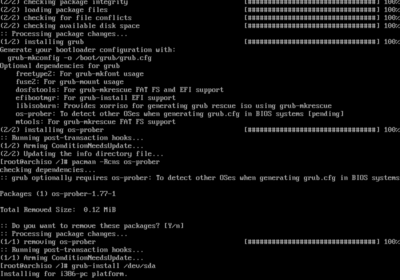 (2/2) checking package integrity [####################] 100%
(2/2) loading package files [####################] 100%
(2/2) checking for file conflicts [####################] 100%
(2/2) checking available disk space [####################] 100%
:: Processing package changes...
(1/2) installing grub [####################] 100%
Generate your bootloader configuration with:
grub-mkconfig -o /boot/grub/grub.cfg
Optional dependencies for grub
freetype2: For grub-mkfont usage
fuse2: For grub-mount usage
dosfstools: For grub-mkrescue FAT FS and EFI support
efibootmgr: For grub-install EFI support
libisoburn: Provides xorriso for generating grub rescue iso using grub-mkrescue
os-prober: To detect other OSes when generating grub.cfg in BIOS systems [pending]
mtools: For grub-mkrescue FAT FS support
(2/2) installing os-prober [####################] 100%
:: Running post-transaction hooks...
(1/2) Arming ConditionNeedsUpdate...
(2/2) Updating the info directory file...
[root@archiso /]# pacman -Rcns os-prober
checking dependencies...
:: grub optionally requires os-prober: To detect other OSes when generating grub.cfg in BIOS systems
Packages (1) os-prober-1.77-1
Total Removed Size: 0.12 MiB
:: Do you want to remove these packages? [Y/n]
:: Processing package changes...
(1/1) removing os-prober [####################] 100%
:: Running post-transaction hooks...
(1/1) Arming ConditionNeedsUpdate...
[root@archiso /]# grub-install /dev/sda
Installing for i386-pc platform.